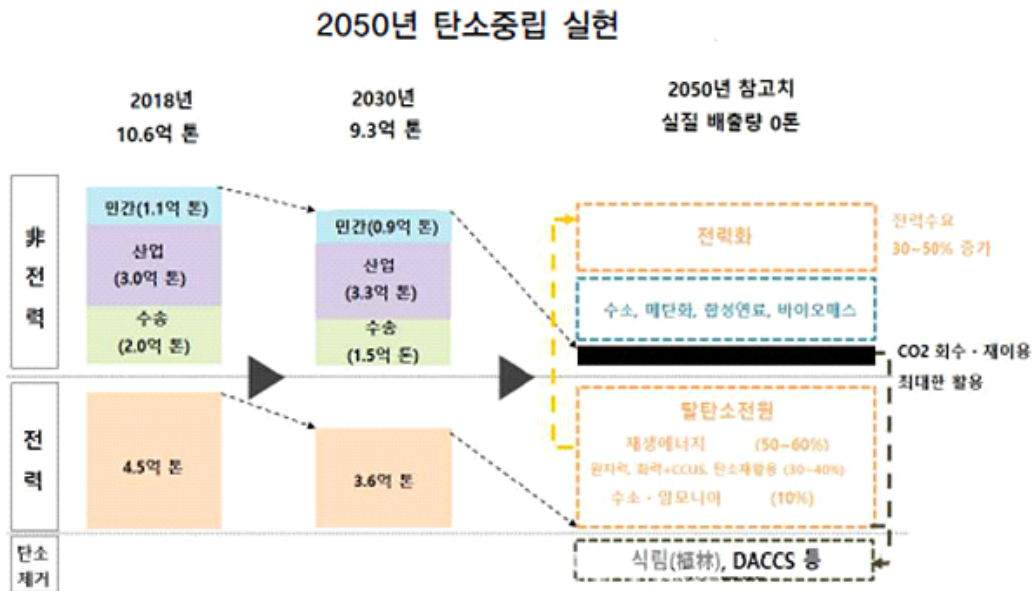 2050년 탄소중립 실현
2018년
10.6억 톤
2030년
9.3억 톤
2050년 참고치
실질 배출량 0톤
非
전
력
민간(1.1억 톤)
산업
(3.0억 톤)
수송
(2.0억 톤)
민간(0.9억 톤)
산업
(3.3억 톤)
수송
(1.5억 톤)
전력화
전력수요
30~50% 증가
수소, 메탄화, 합성연료, 바이오매스
CO2 회수・재이용
최대한 활용
전
력
4.5억 톤
3.6억 톤
탈탄소전원
재생에너지 (50~60%)
원자력, 화력+CCUS, 탄소재활용 (30~40%)
수소・암모니아 (10%)
탄소
제거
식림(植林), DACCS 등